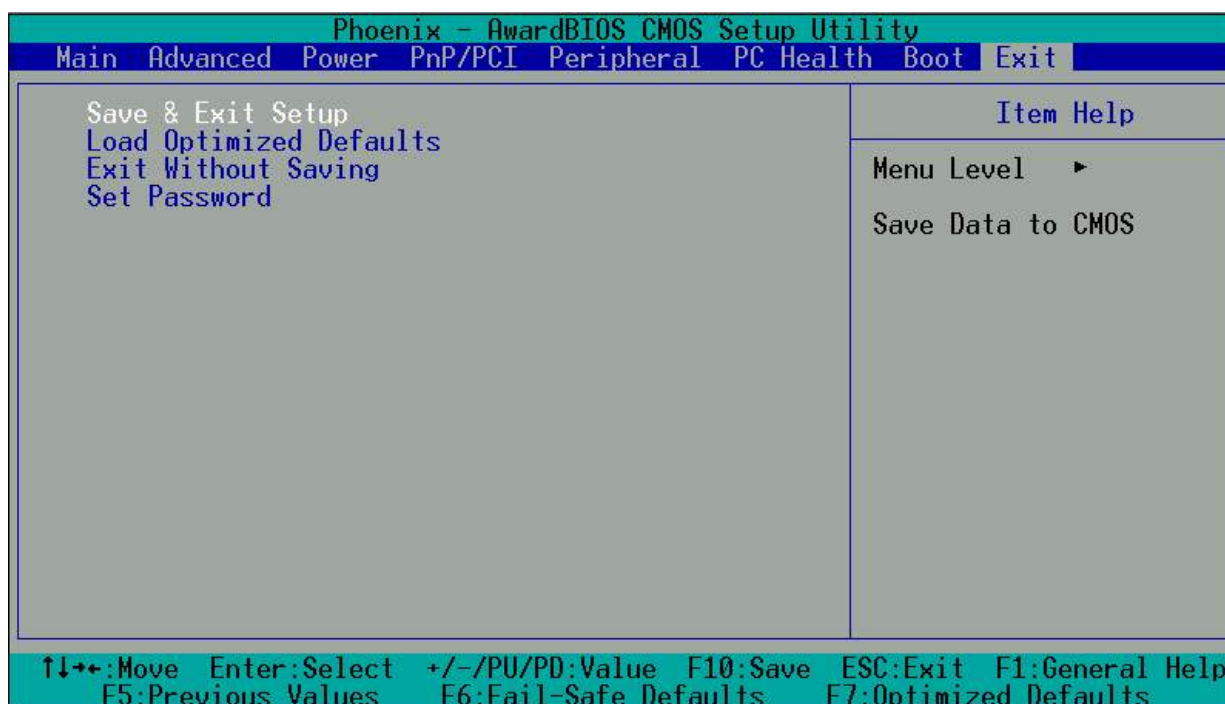 Phoenix - AwardBIOS CMOS Setup Utility
Main Advanced Power PnP/PCI Peripheral PC Health Boot Exit
Save & Exit Setup
Load Optimized Defaults
Exit Without Saving
Set Password
Item Help
Menu Level ►
Save Data to CMOS
↑↓→←:Move Enter:Select +/-/PU/PD:Value F10:Save ESC:Exit F1:General Help
F5:Previous Values F6:Fail-Safe Defaults F7:Optimized Defaults